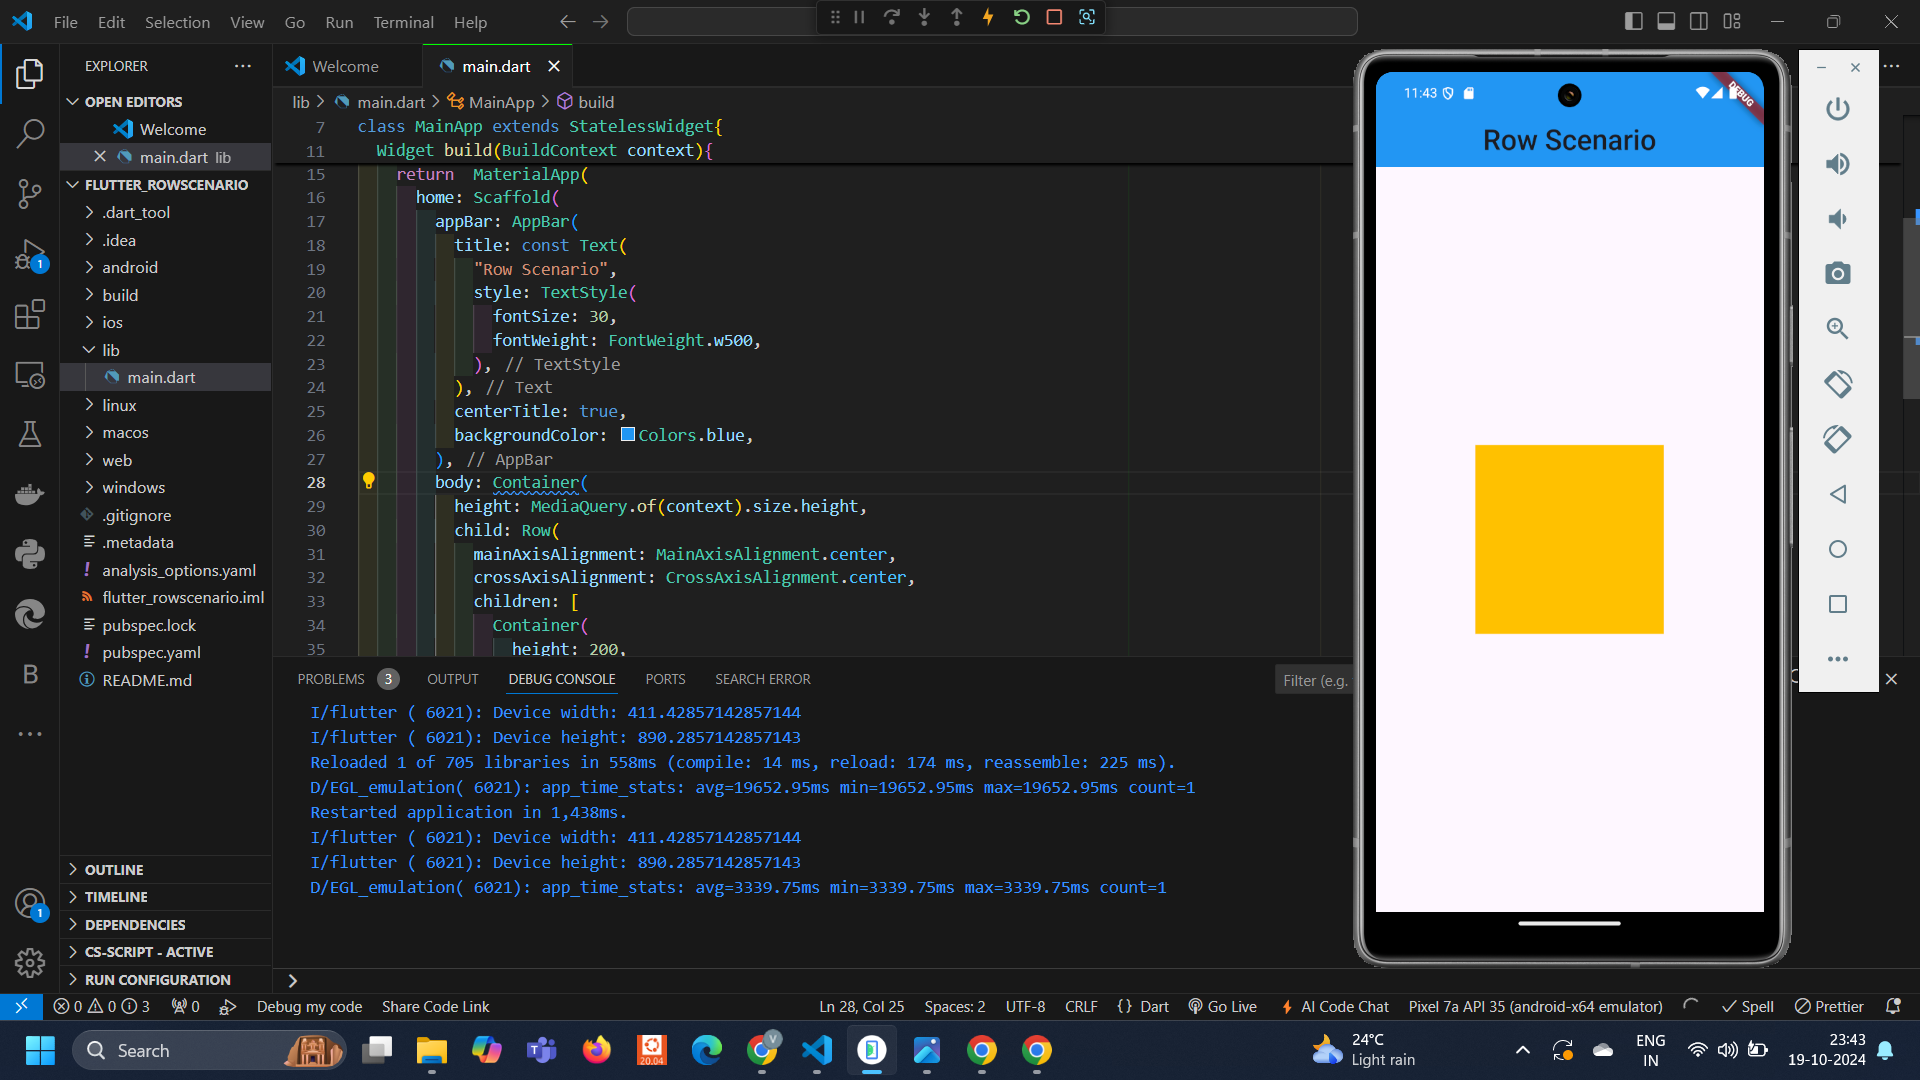 File Edit Selection View Go Run Terminal Help
EXPLORER
OPEN EDITORS
Welcome
main.dart lib
FLUTTER_ROWSCENARIO
.dart_tool
.idea
android
build
ios
lib
main.dart
linux
macos
web
windows
.gitignore
.metadata
analysis_options.yaml
flutter_rowscenario.iml
pubspec.lock
pubspec.yaml
README.md
OUTLINE
TIMELINE
DEPENDENCIES
CS-SCRIPT - ACTIVE
RUN CONFIGURATION
Welcome main.dart
lib main.dart MainApp build
7 class MainApp extends StatelessWidget{
11 Widget build(BuildContext context){
15 return MaterialApp(
16 home: Scaffold(
17 appBar: AppBar(
18 title: const Text(
19 "Row Scenario",
20 style: TextStyle(
21 fontSize: 30,
22 fontWeight: FontWeight.w500,
23 ), // TextStyle
24 ), // Text
25 centerTitle: true,
26 backgroundColor: Colors.blue,
27 ), // AppBar
28 body: Container(
29 height: MediaQuery.of(context).size.height,
30 child: Row(
31 mainAxisAlignment: MainAxisAlignment.center,
32 crossAxisAlignment: CrossAxisAlignment.center,
33 children: [
34 Container(
35 height: 200,
PROBLEMS 3 OUTPUT DEBUG CONSOLE PORTS SEARCH ERROR Filter (e.g.
I/flutter ( 6021): Device width: 411.42857142857144
I/flutter ( 6021): Device height: 890.2857142857143
Reloaded 1 of 705 libraries in 558ms (compile: 14 ms, reload: 174 ms, reassemble: 225 ms).
D/EGL_emulation( 6021): app_time_stats: avg=19652.95ms min=19652.95ms max=19652.95ms count=1
Restarted application in 1,438ms.
I/flutter ( 6021): Device width: 411.42857142857144
I/flutter ( 6021): Device height: 890.2857142857143
D/EGL_emulation( 6021): app_time_stats: avg=3339.75ms min=3339.75ms max=3339.75ms count=1
11:43
DEBUG
Row Scenario
0 0 3 0 Debug my code Share Code Link Ln 28, Col 25 Spaces: 2 UTF-8 CRLF {} Dart Go Live AI Code Chat Pixel 7a API 35 (android-x64 emulator) Spell Prettier
1
1
B
Search
20.04
V
24°C
Light rain
ENG
IN
23:43
19-10-2024